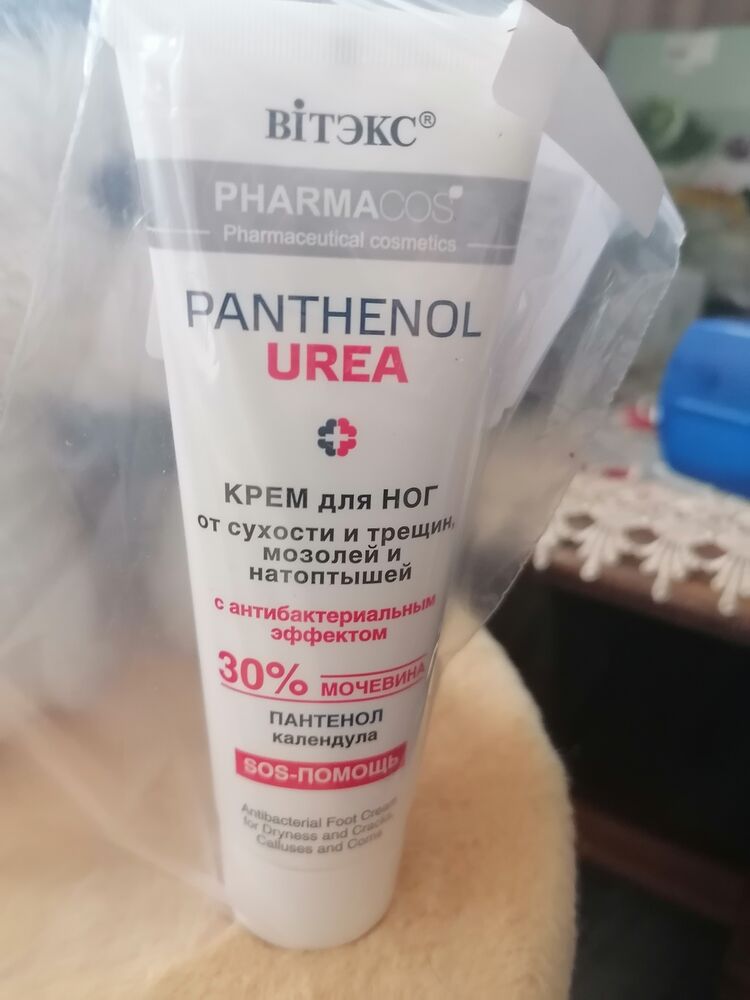 ВІТЭКС®
PHARMACOS
Pharmaceutical cosmetics
PANTHENOL
UREA
КРЕМ для НОГ
от сухости и трещин,
мозолей и
натоптышей
с антибактериальным
эффектом
30% МОЧЕВИНА
ПАНТЕНОЛ
календула
SOS-ПОМОЩЬ
Antibacterial Foot Cream
for Dryness and Cracks,
Calluses and Corns